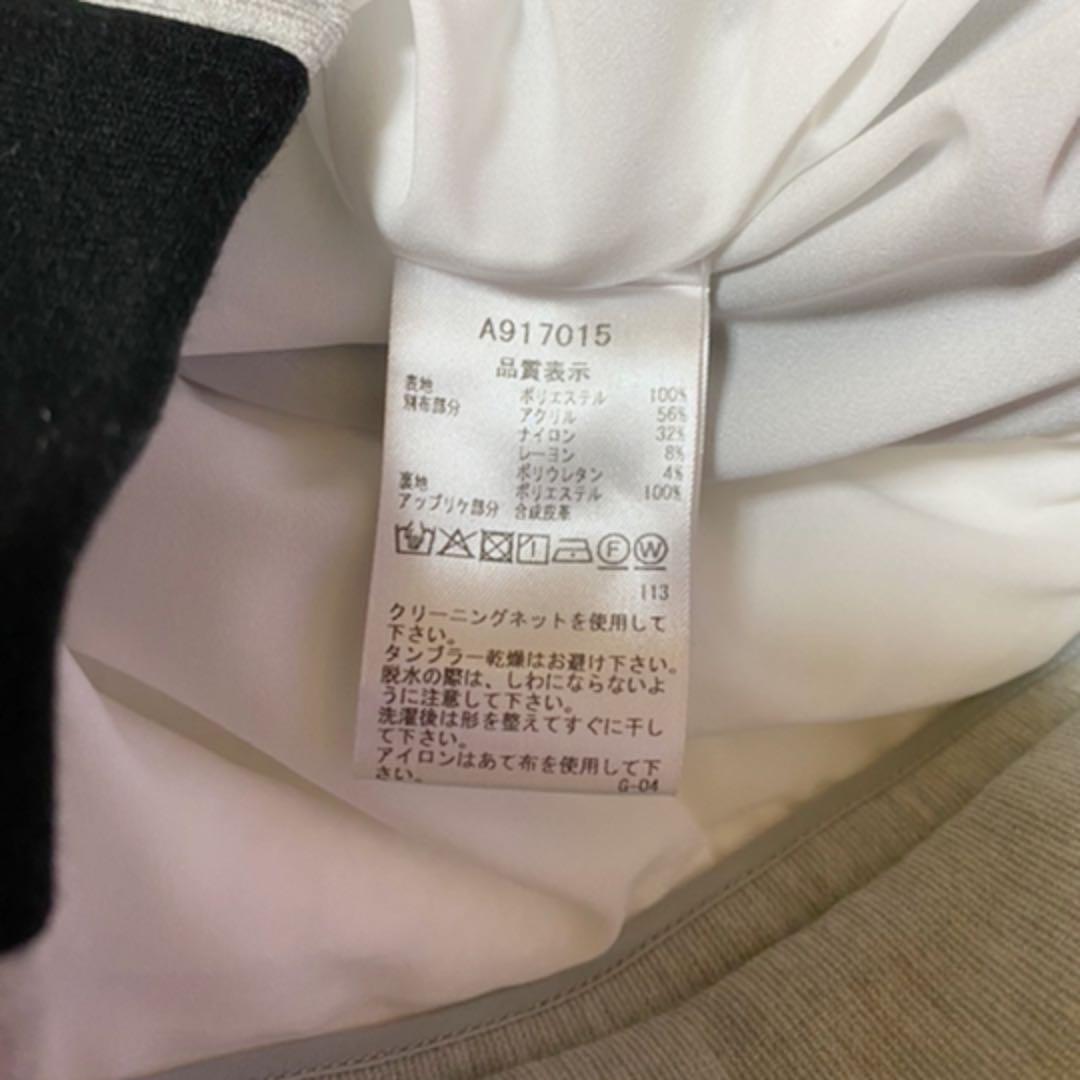 A917015
品質表示
表地 ポリエステル 100%
別布部分 アクリル 56%
ナイロン 32%
レーヨン 8%
ポリウレタン 4%
裏地 ポリエステル 100%
アップリケ部分 合成皮革
F W
113
クリーニングネットを使用して
下さい。
タンブラー乾燥はお避け下さい。
脱水の際は、しわにならないよ
うに注意して下さい。
洗濯後は形を整えてすぐに干し
て下さい。
アイロンはあて布を使用して下
さい。
G-04